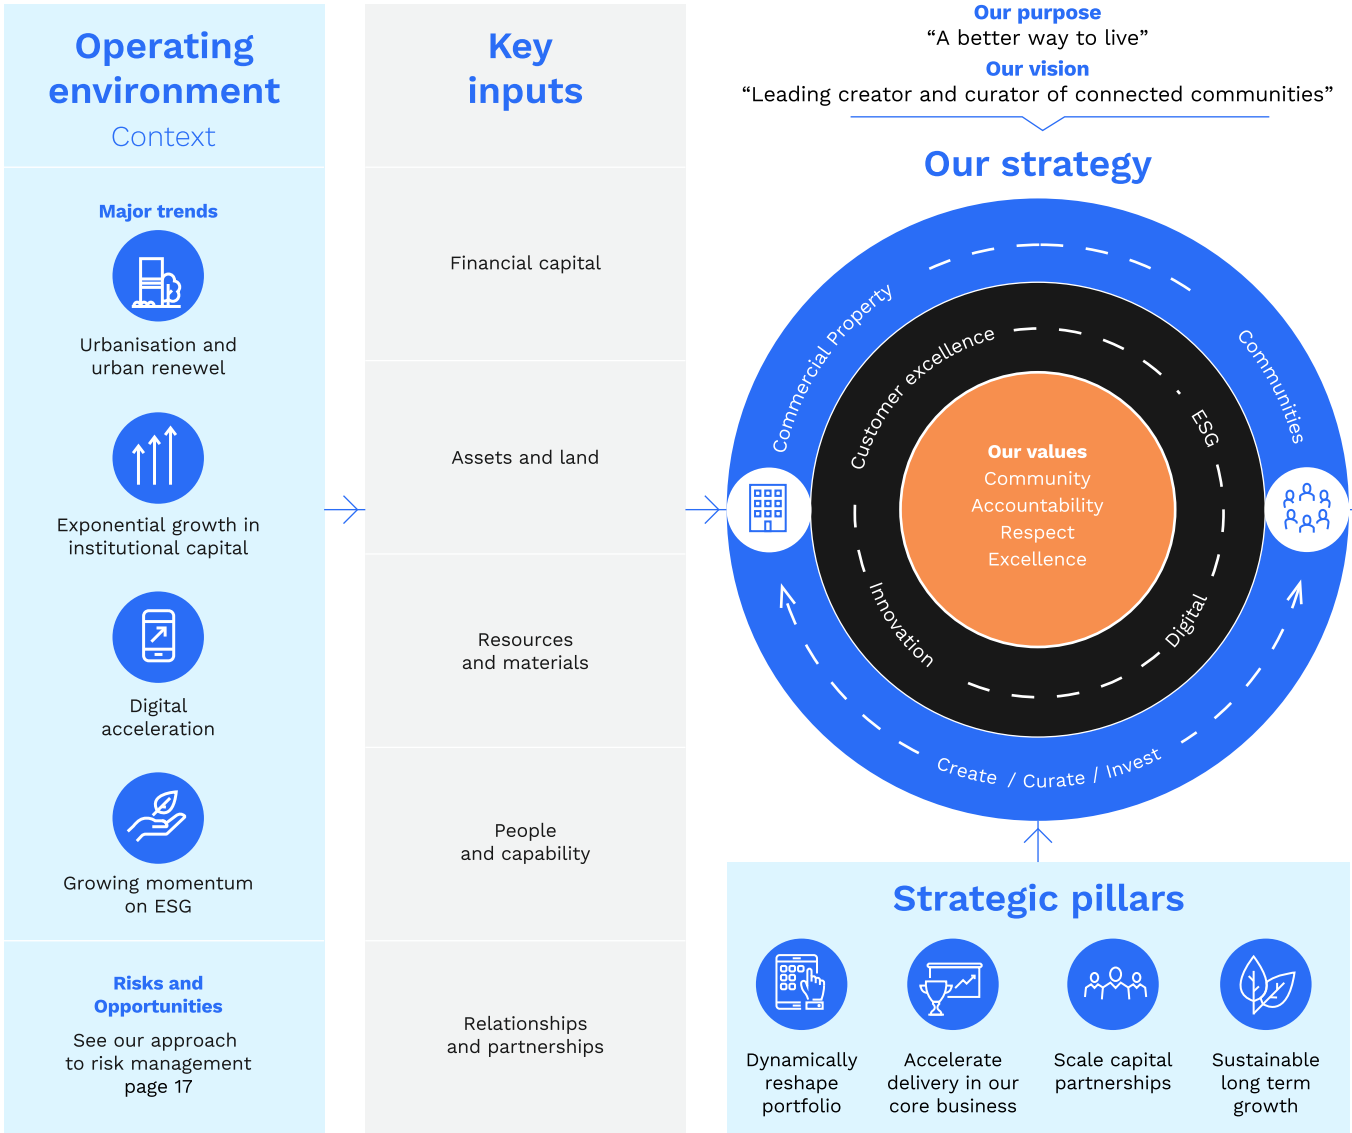 Operating
environment
Context
Major trends
Urbanisation and
urban renewel
Exponential growth in
institutional capital
Digital
acceleration
Growing momentum
on ESG
Risks and
Opportunities
See our approach
to risk management
page 17
Key
inputs
Financial capital
Assets and land
Resources
and materials
People
and capability
Relationships
and partnerships
Our purpose
“A better way to live”
Our vision
“Leading creator and curator of connected communities”
Our strategy
Commercial Property
Communities
Customer excellence
ESG
Our values
Community
Accountability
Respect
Excellence
Innovation
Digital
Create / Curate / Invest
Strategic pillars
Dynamically
reshape
portfolio
Accelerate
delivery in our
core business
Scale capital
partnerships
Sustainable
long term
growth